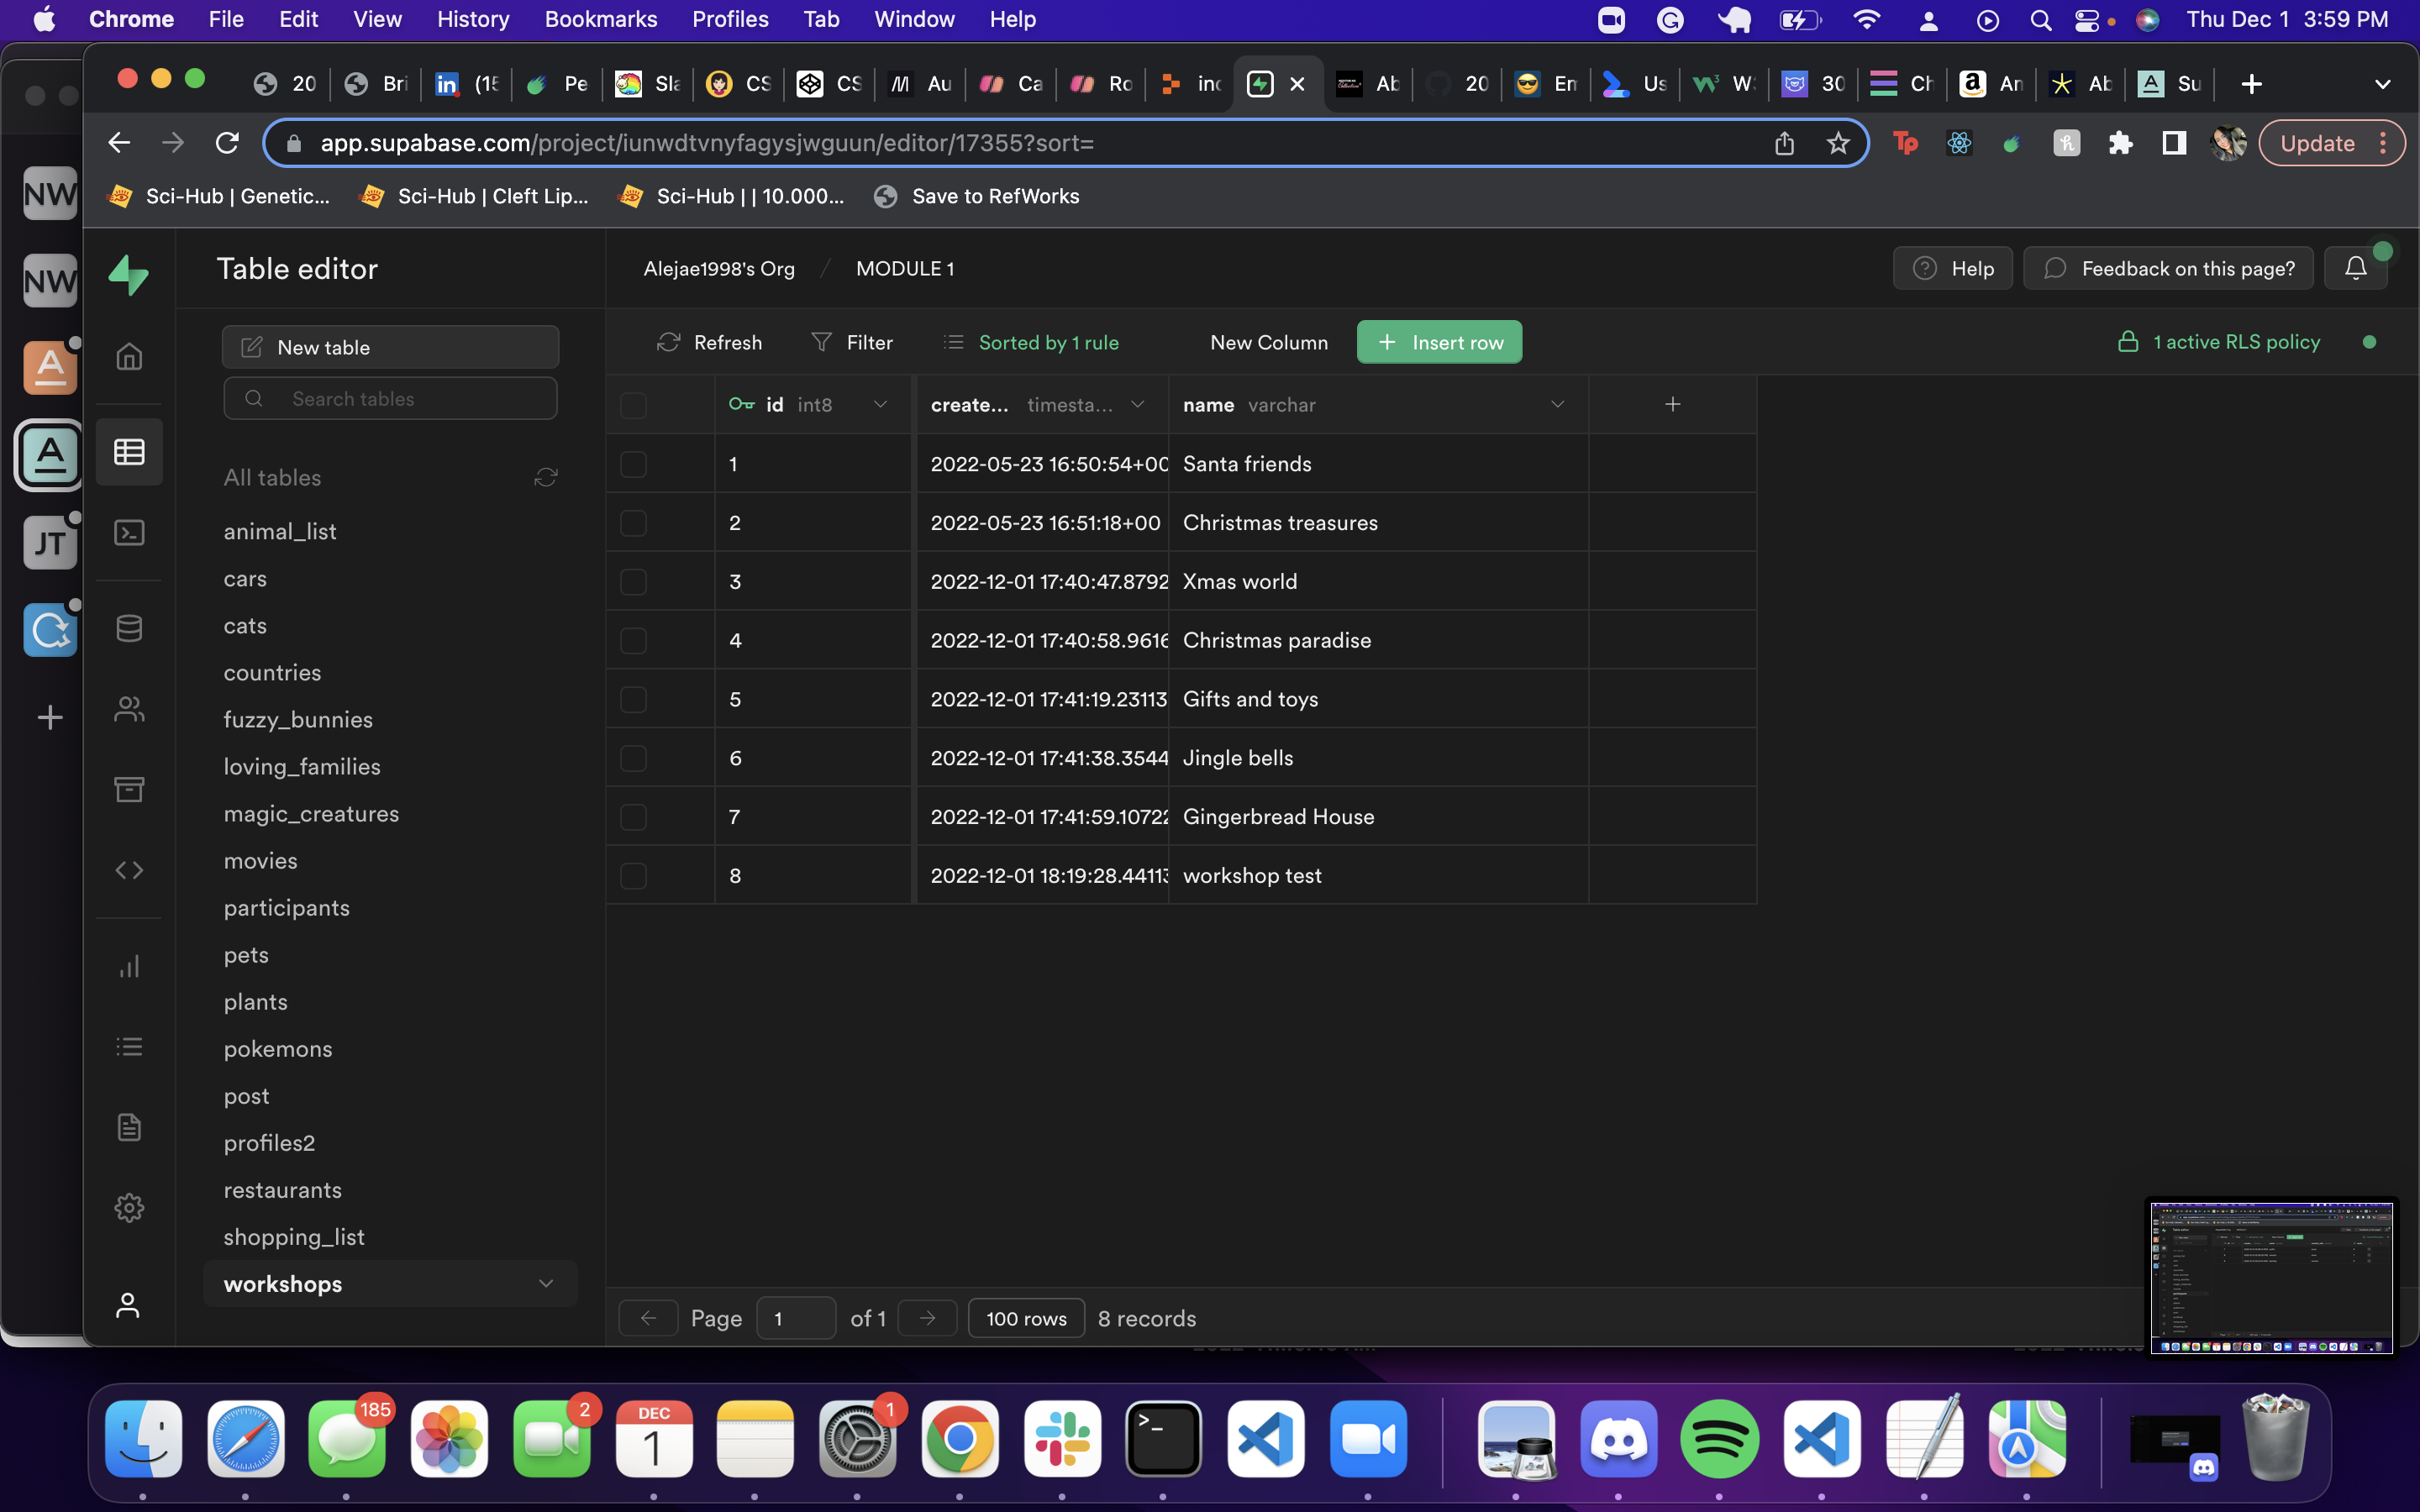 Chrome File Edit View History Bookmarks Profiles Tab Window Help Thu Dec 1 3:59 PM
20 Bri (15 Pe Sla CS CS Au Ca Ro inc Ab 20 Em Us W 30 Ch An Ab Su
app.supabase.com/project/iunwdtvnyfagysjwguun/editor/17355?sort= Update
Sci-Hub | Genetic... Sci-Hub | Cleft Lip... Sci-Hub | | 10.000... Save to RefWorks
NW
NW
A
A
JT
Table editor
Alejae1998's Org / MODULE 1
Help Feedback on this page?
New table
Search tables
All tables
animal_list
cars
cats
countries
fuzzy_bunnies
loving_families
magic_creatures
movies
participants
pets
plants
pokemons
post
profiles2
restaurants
shopping_list
workshops
Refresh Filter Sorted by 1 rule New Column + Insert row 1 active RLS policy
id int8 create... timesta... name varchar
1 2022-05-23 16:50:54+00 Santa friends
2 2022-05-23 16:51:18+00 Christmas treasures
3 2022-12-01 17:40:47.8792 Xmas world
4 2022-12-01 17:40:58.9616 Christmas paradise
5 2022-12-01 17:41:19.23113 Gifts and toys
6 2022-12-01 17:41:38.3544 Jingle bells
7 2022-12-01 17:41:59.10722 Gingerbread House
8 2022-12-01 18:19:28.44113 workshop test
Page 1 of 1 100 rows 8 records
185 2 DEC 1 1